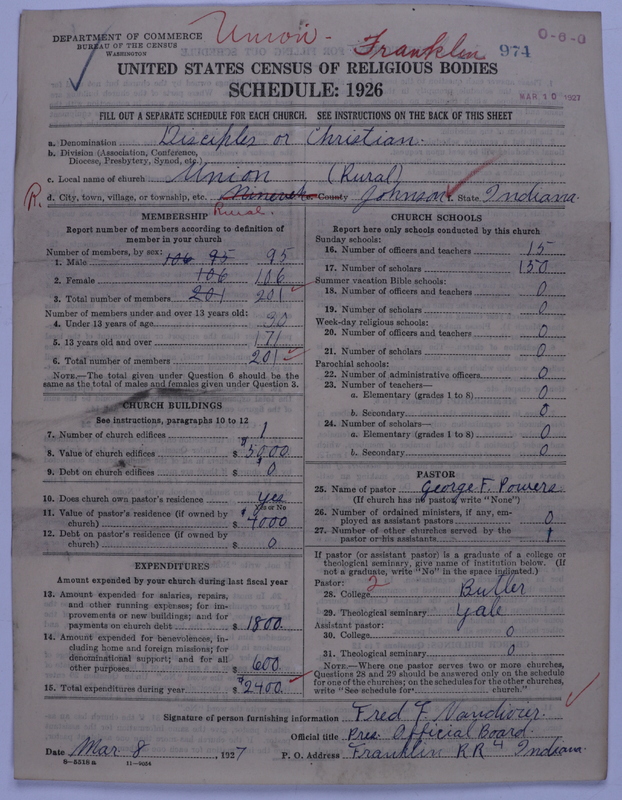 Union - Franklin 974 0-6-0
DEPARTMENT OF COMMERCE
BUREAU OF THE CENSUS
WASHINGTON
UNITED STATES CENSUS OF RELIGIOUS BODIES
SCHEDULE: 1926
MAR 10 1927
FILL OUT A SEPARATE SCHEDULE FOR EACH CHURCH. SEE INSTRUCTIONS ON THE BACK OF THIS SHEET
a. Denomination Disciples or Christian.
b. Division (Association, Conference,
Diocese, Presbytery, Synod, etc.)
c. Local name of church Union (Rural)
R. d. City, town, village, or township, etc. County Johnson. State Indiana.
Rural.
MEMBERSHIP
Report number of members according to definition of
member in your church
Number of members, by sex:
1. Male 106 95 95
2. Female 106 106
3. Total number of members 201 201
Number of members under and over 13 years old:
4. Under 13 years of age 30
5. 13 years old and over 171
6. Total number of members 201
NOTE.—The total given under Question 6 should be the
same as the total of males and females given under Question 3.
CHURCH BUILDINGS
See instructions, paragraphs 10 to 12
7. Number of church edifices 1
8. Value of church edifices $ 5000
9. Debt on church edifices $ 0
10. Does church own pastor's residence yes
Yes or No
11. Value of pastor's residence (if owned by
church) $ 4000
12. Debt on pastor's residence (if owned by
church) $ 0
EXPENDITURES
Amount expended by your church during last fiscal year
13. Amount expended for salaries, repairs,
and other running expenses; for im-
provements or new buildings; and for
payments on church debt $ 1800.
14. Amount expended for benevolences, in-
cluding home and foreign missions; for
denominational support; and for all
other purposes $ 600
15. Total expenditures during year $ $2400
CHURCH SCHOOLS
Report here only schools conducted by this church
Sunday schools:
16. Number of officers and teachers 15
17. Number of scholars 150
Summer vacation Bible schools:
18. Number of officers and teachers 0
19. Number of scholars 0
Week-day religious schools:
20. Number of officers and teachers 0
21. Number of scholars 0
Parochial schools:
22. Number of administrative officers 0
23. Number of teachers—
a. Elementary (grades 1 to 8) 0
b. Secondary 0
24. Number of scholars—
a. Elementary (grades 1 to 8) 0
b. Secondary 0
PASTOR
25. Name of pastor George F. Powers
(If church has no pastor write "None")
26. Number of ordained ministers, if any, em-
ployed as assistant pastors 0
27. Number of other churches served by the
pastor or his assistants 1
If pastor (or assistant pastor) is a graduate of a college or
theological seminary, give name of institution below. (If
not a graduate, write "No" in the space indicated.)
Pastor: 2
28. College Butler
29. Theological seminary Yale
Assistant pastor:
30. College 0
31. Theological seminary 0
NOTE.—Where one pastor serves two or more churches,
Questions 28 and 29 should be answered only on the schedule
for one of the churches; on the schedules for the other churches,
write "See schedule for church."
Signature of person furnishing information Fred F. Vandivier.
Official title Pres. Official Board.
Date Mar. 8 1927 P. O. Address Franklin RR 4 Indiana
8-5518 a 11-9054